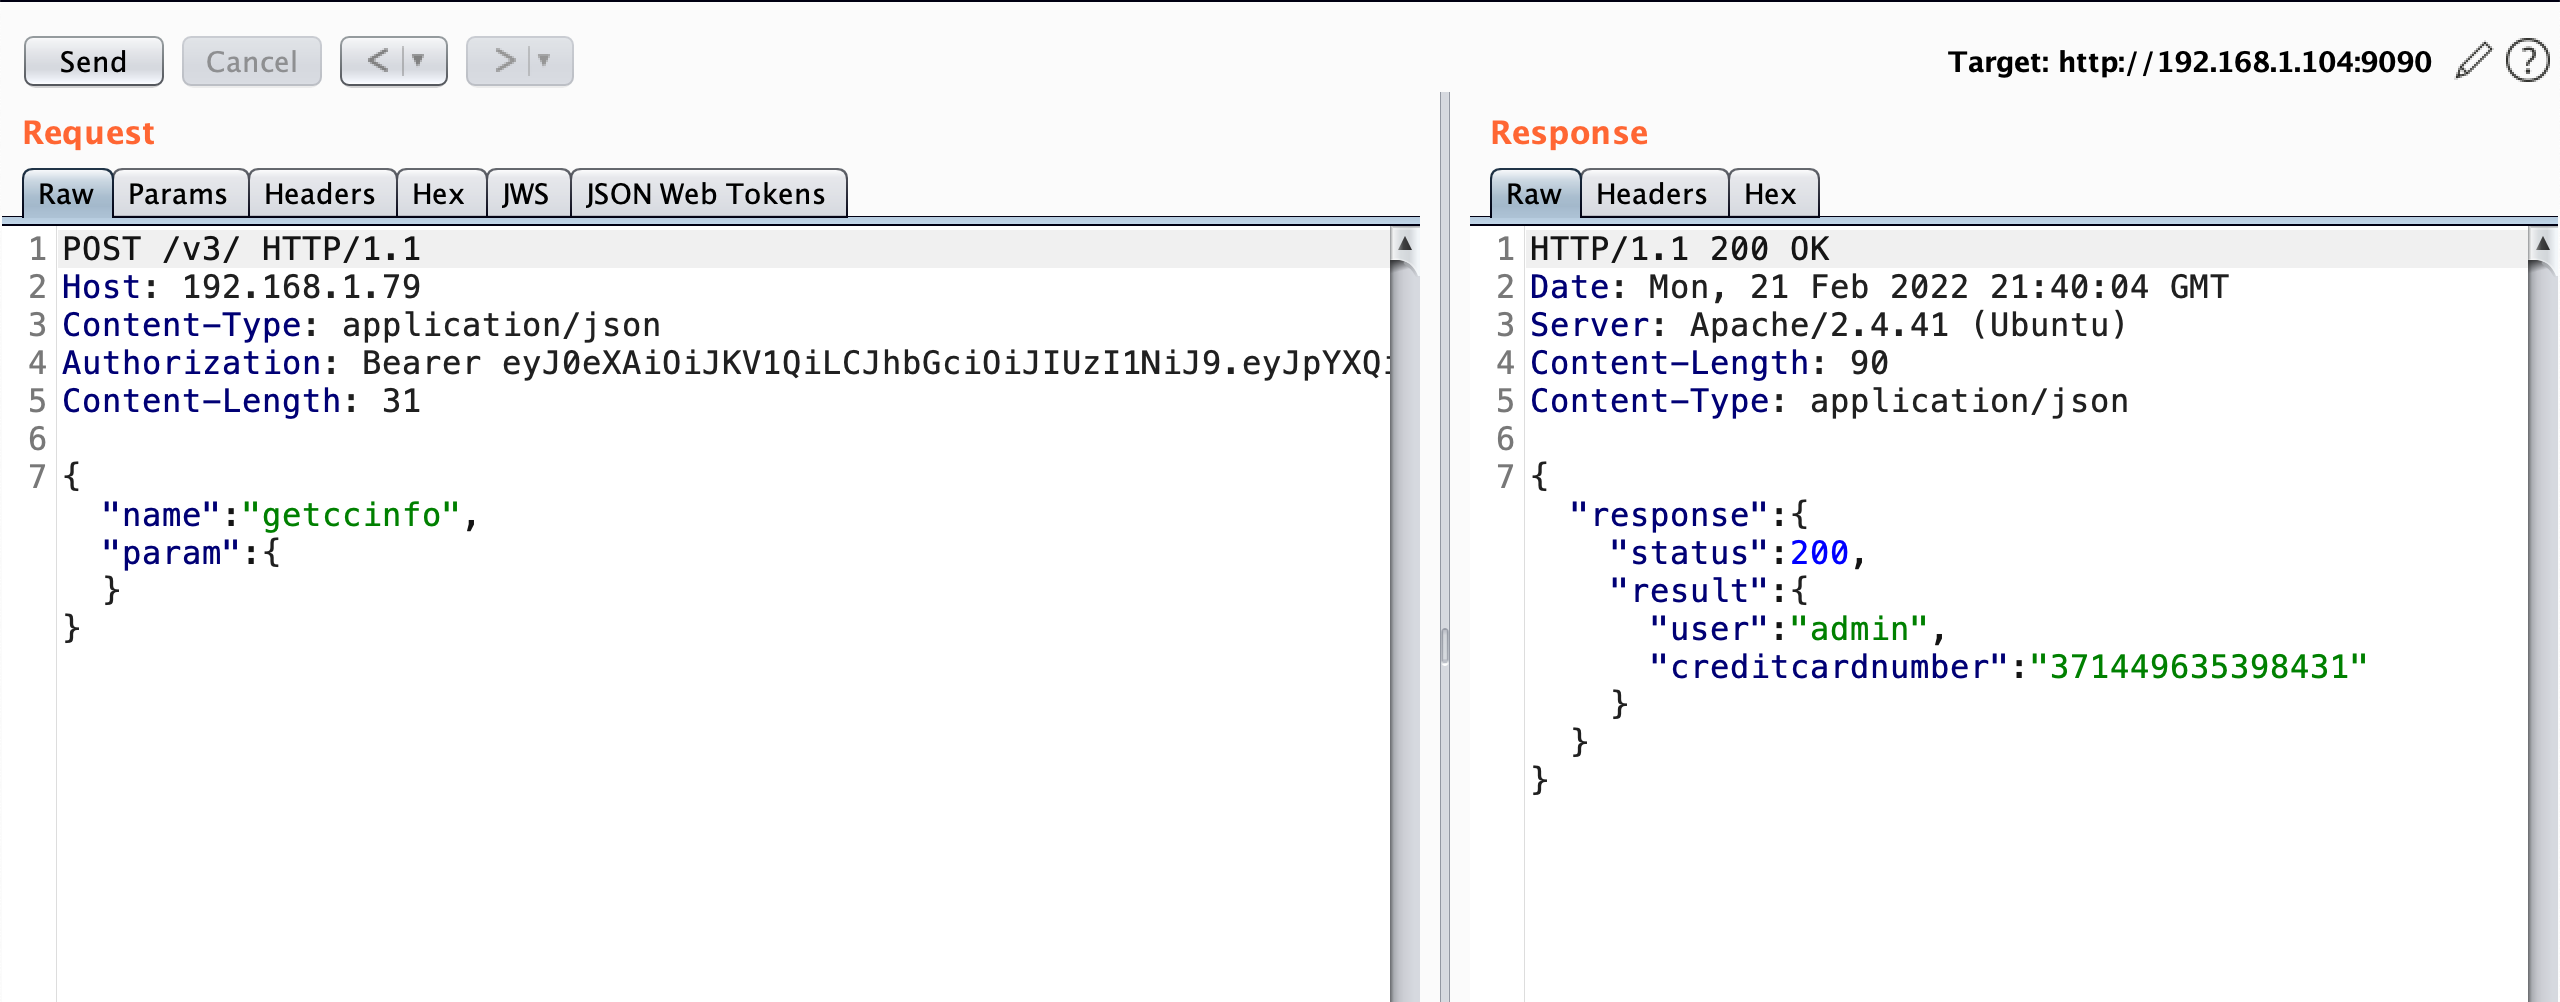 Send Cancel < ▼ > ▼ Target: http://192.168.1.104:9090 ?
Request
Raw Params Headers Hex JWS JSON Web Tokens
1 POST /v3/ HTTP/1.1
2 Host: 192.168.1.79
3 Content-Type: application/json
4 Authorization: Bearer eyJ0eXAiOiJKV1QiLCJhbGciOiJIUzI1NiJ9.eyJpYXQi
5 Content-Length: 31
6
7 {
"name":"getccinfo",
"param":{
}
}
Response
Raw Headers Hex
1 HTTP/1.1 200 OK
2 Date: Mon, 21 Feb 2022 21:40:04 GMT
3 Server: Apache/2.4.41 (Ubuntu)
4 Content-Length: 90
5 Content-Type: application/json
6
7 {
"response":{
"status":200,
"result":{
"user":"admin",
"creditcardnumber":"371449635398431"
}
}
}